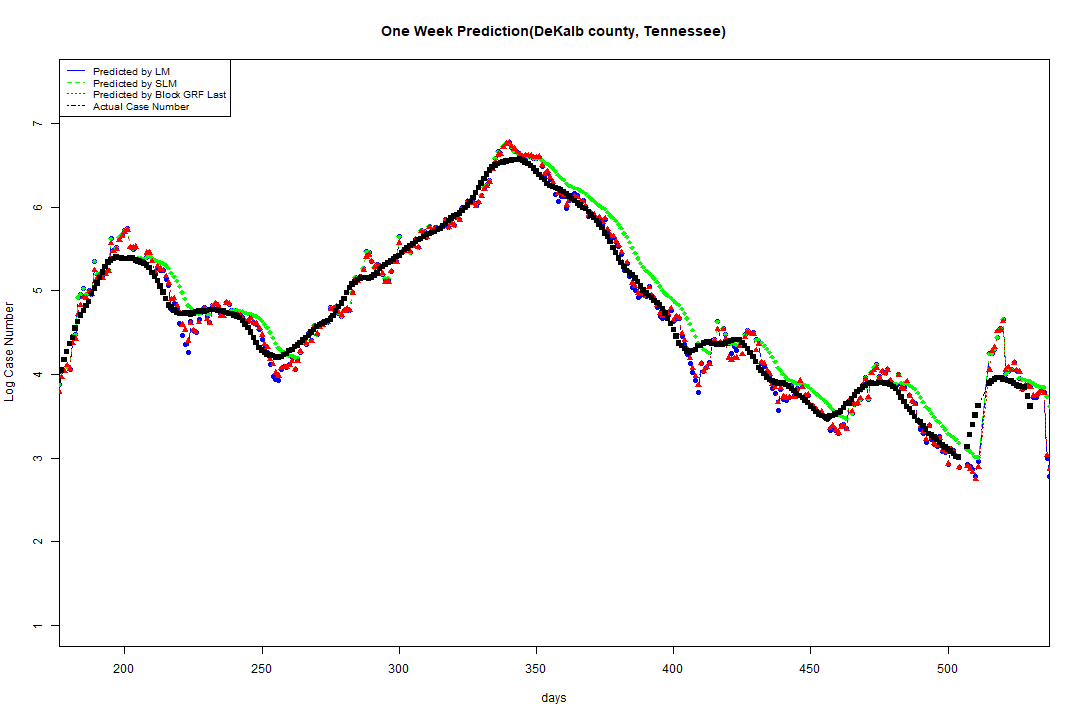 One Week Prediction(DeKalb county, Tennessee)
Predicted by LM
Predicted by SLM
Predicted by Block GRF Last
Actual Case Number
Log Case Number
7
6
5
4
3
2
1
200 250 300 350 400 450 500
days